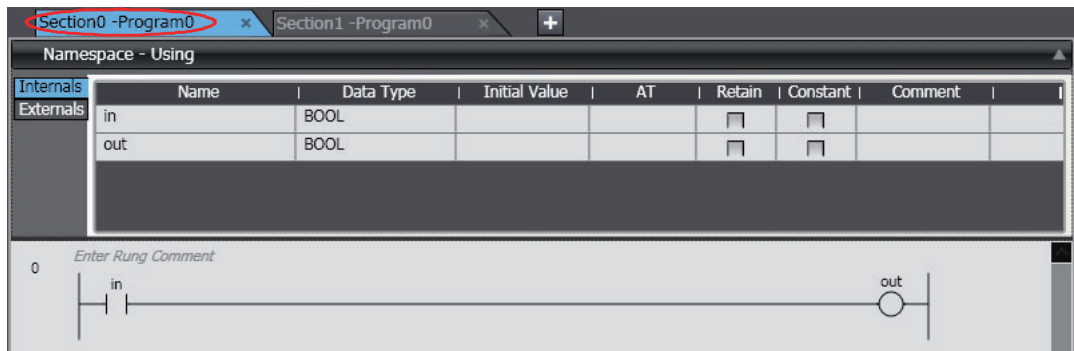 Section0 -Program0 × Section1 -Program0 × +
Namespace - Using
Internals Name Data Type Initial Value AT Retain Constant Comment
Externals in BOOL
out BOOL
Enter Rung Comment
0
in out